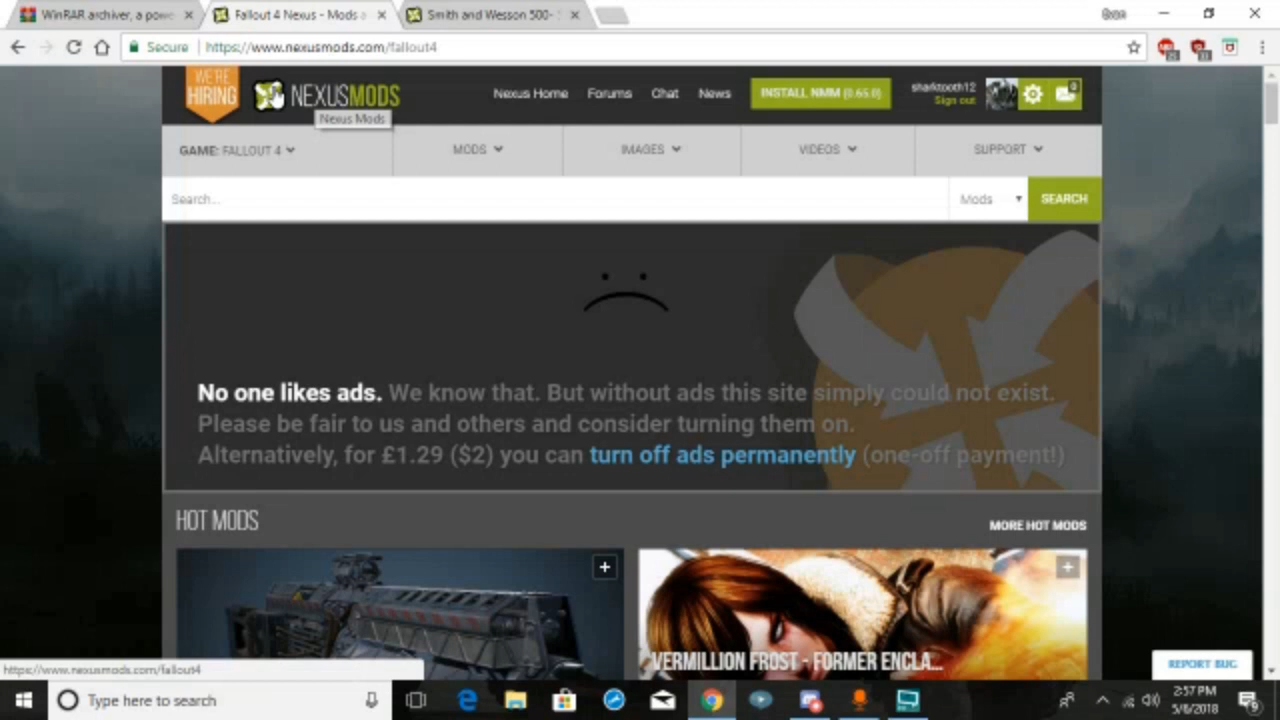 WinRAR archiver, a powe
Fallout 4 Nexus - Mods a
Smith and Wesson 500-
Secure
https://www.nexusmods.com/fallout4
WE'RE
HIRING
NEXUSMODS
Nexus Mods
Nexus Home
Forums
Chat
News
INSTALL NMM (0.65.0)
sharktooth12
Sign out
0
GAME: FALLOUT 4
MODS
IMAGES
VIDEOS
SUPPORT
Search...
Mods
SEARCH
No one likes ads. We know that. But without ads this site simply could not exist.
Please be fair to us and others and consider turning them on.
Alternatively, for £1.29 ($2) you can turn off ads permanently (one-off payment!)
HOT MODS
MORE HOT MODS
VERMILLION FROST - FORMER ENCLA...
https://www.nexusmods.com/fallout4
REPORT BUG
Type here to search
2:57 PM
5/6/2018
9